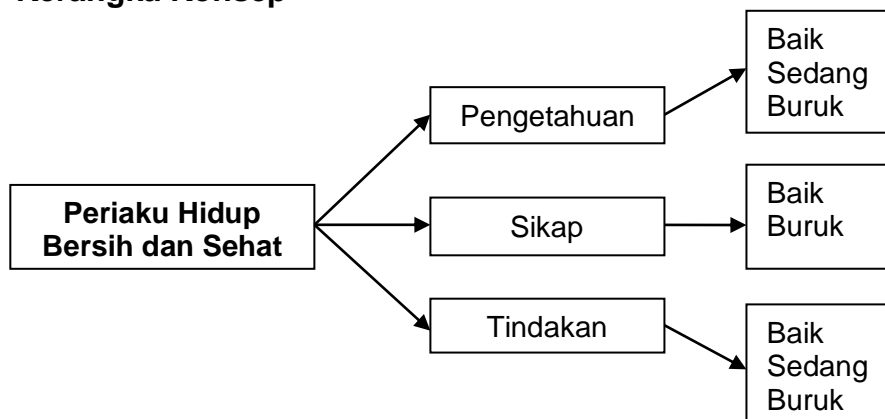 Kerangka Konsep
Periaku Hidup
Bersih dan Sehat
Pengetahuan
Baik
Sedang
Buruk
Sikap
Baik
Buruk
Tindakan
Baik
Sedang
Buruk